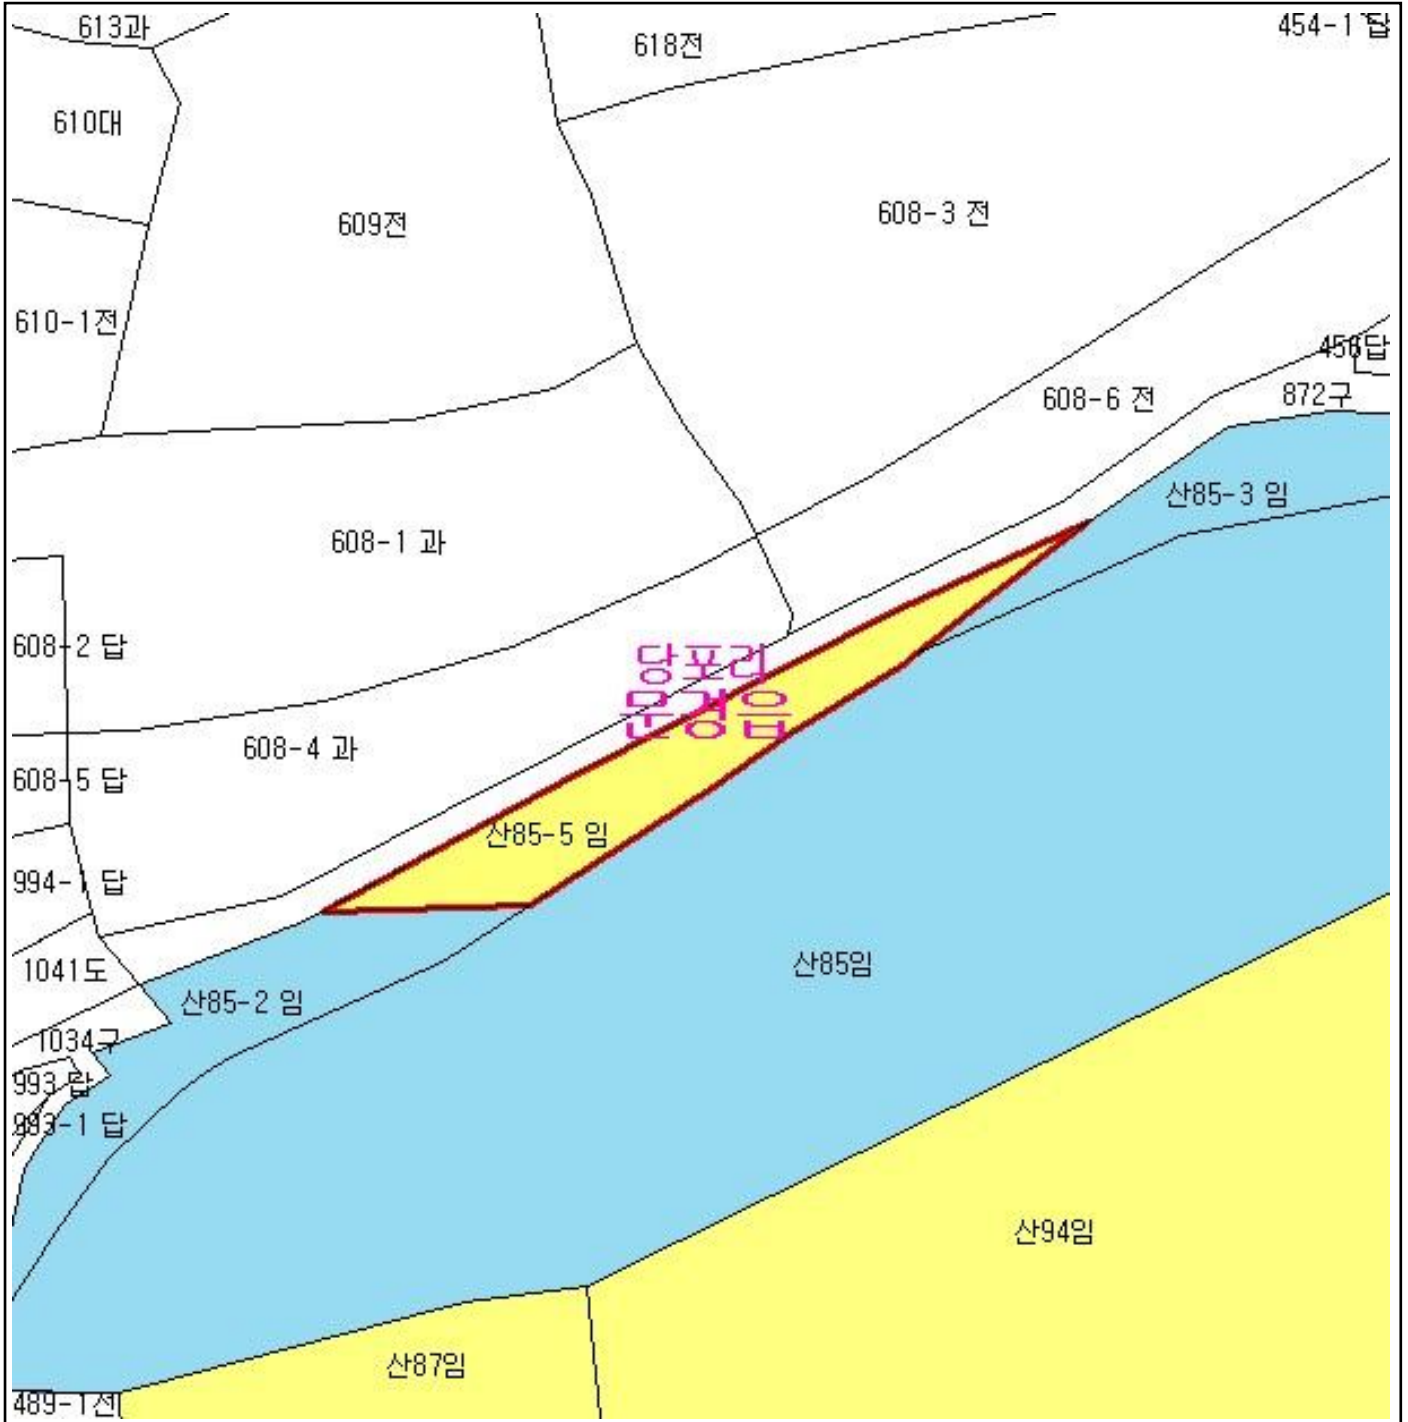 613과
454-1 답
618전
610대
608-3 전
609전
610-1전
456답
872구
608-6 전
산85-3 임
608-1 과
608-2 답
당포리
문경읍
608-4 과
608-5 답
산85-5 임
994-1 답
산85임
1041도
산85-2 임
1034구
993 답
993-1 답
산94임
산87임
489-1전